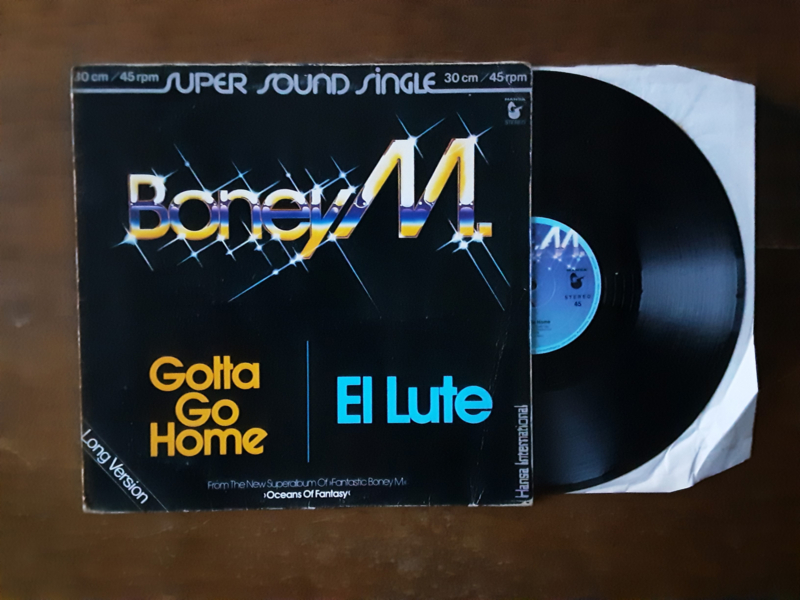 30 cm / 45 rpm SUPER SOUND SINGLE 30 cm / 45 rpm
Boney M.
Gotta
Go
Home
El Lute
Long Version
From The New Superalbum Of ›Fantastic Boney M‹
›Oceans Of Fantasy‹
Hansa International
M.
STEREO
45
Home